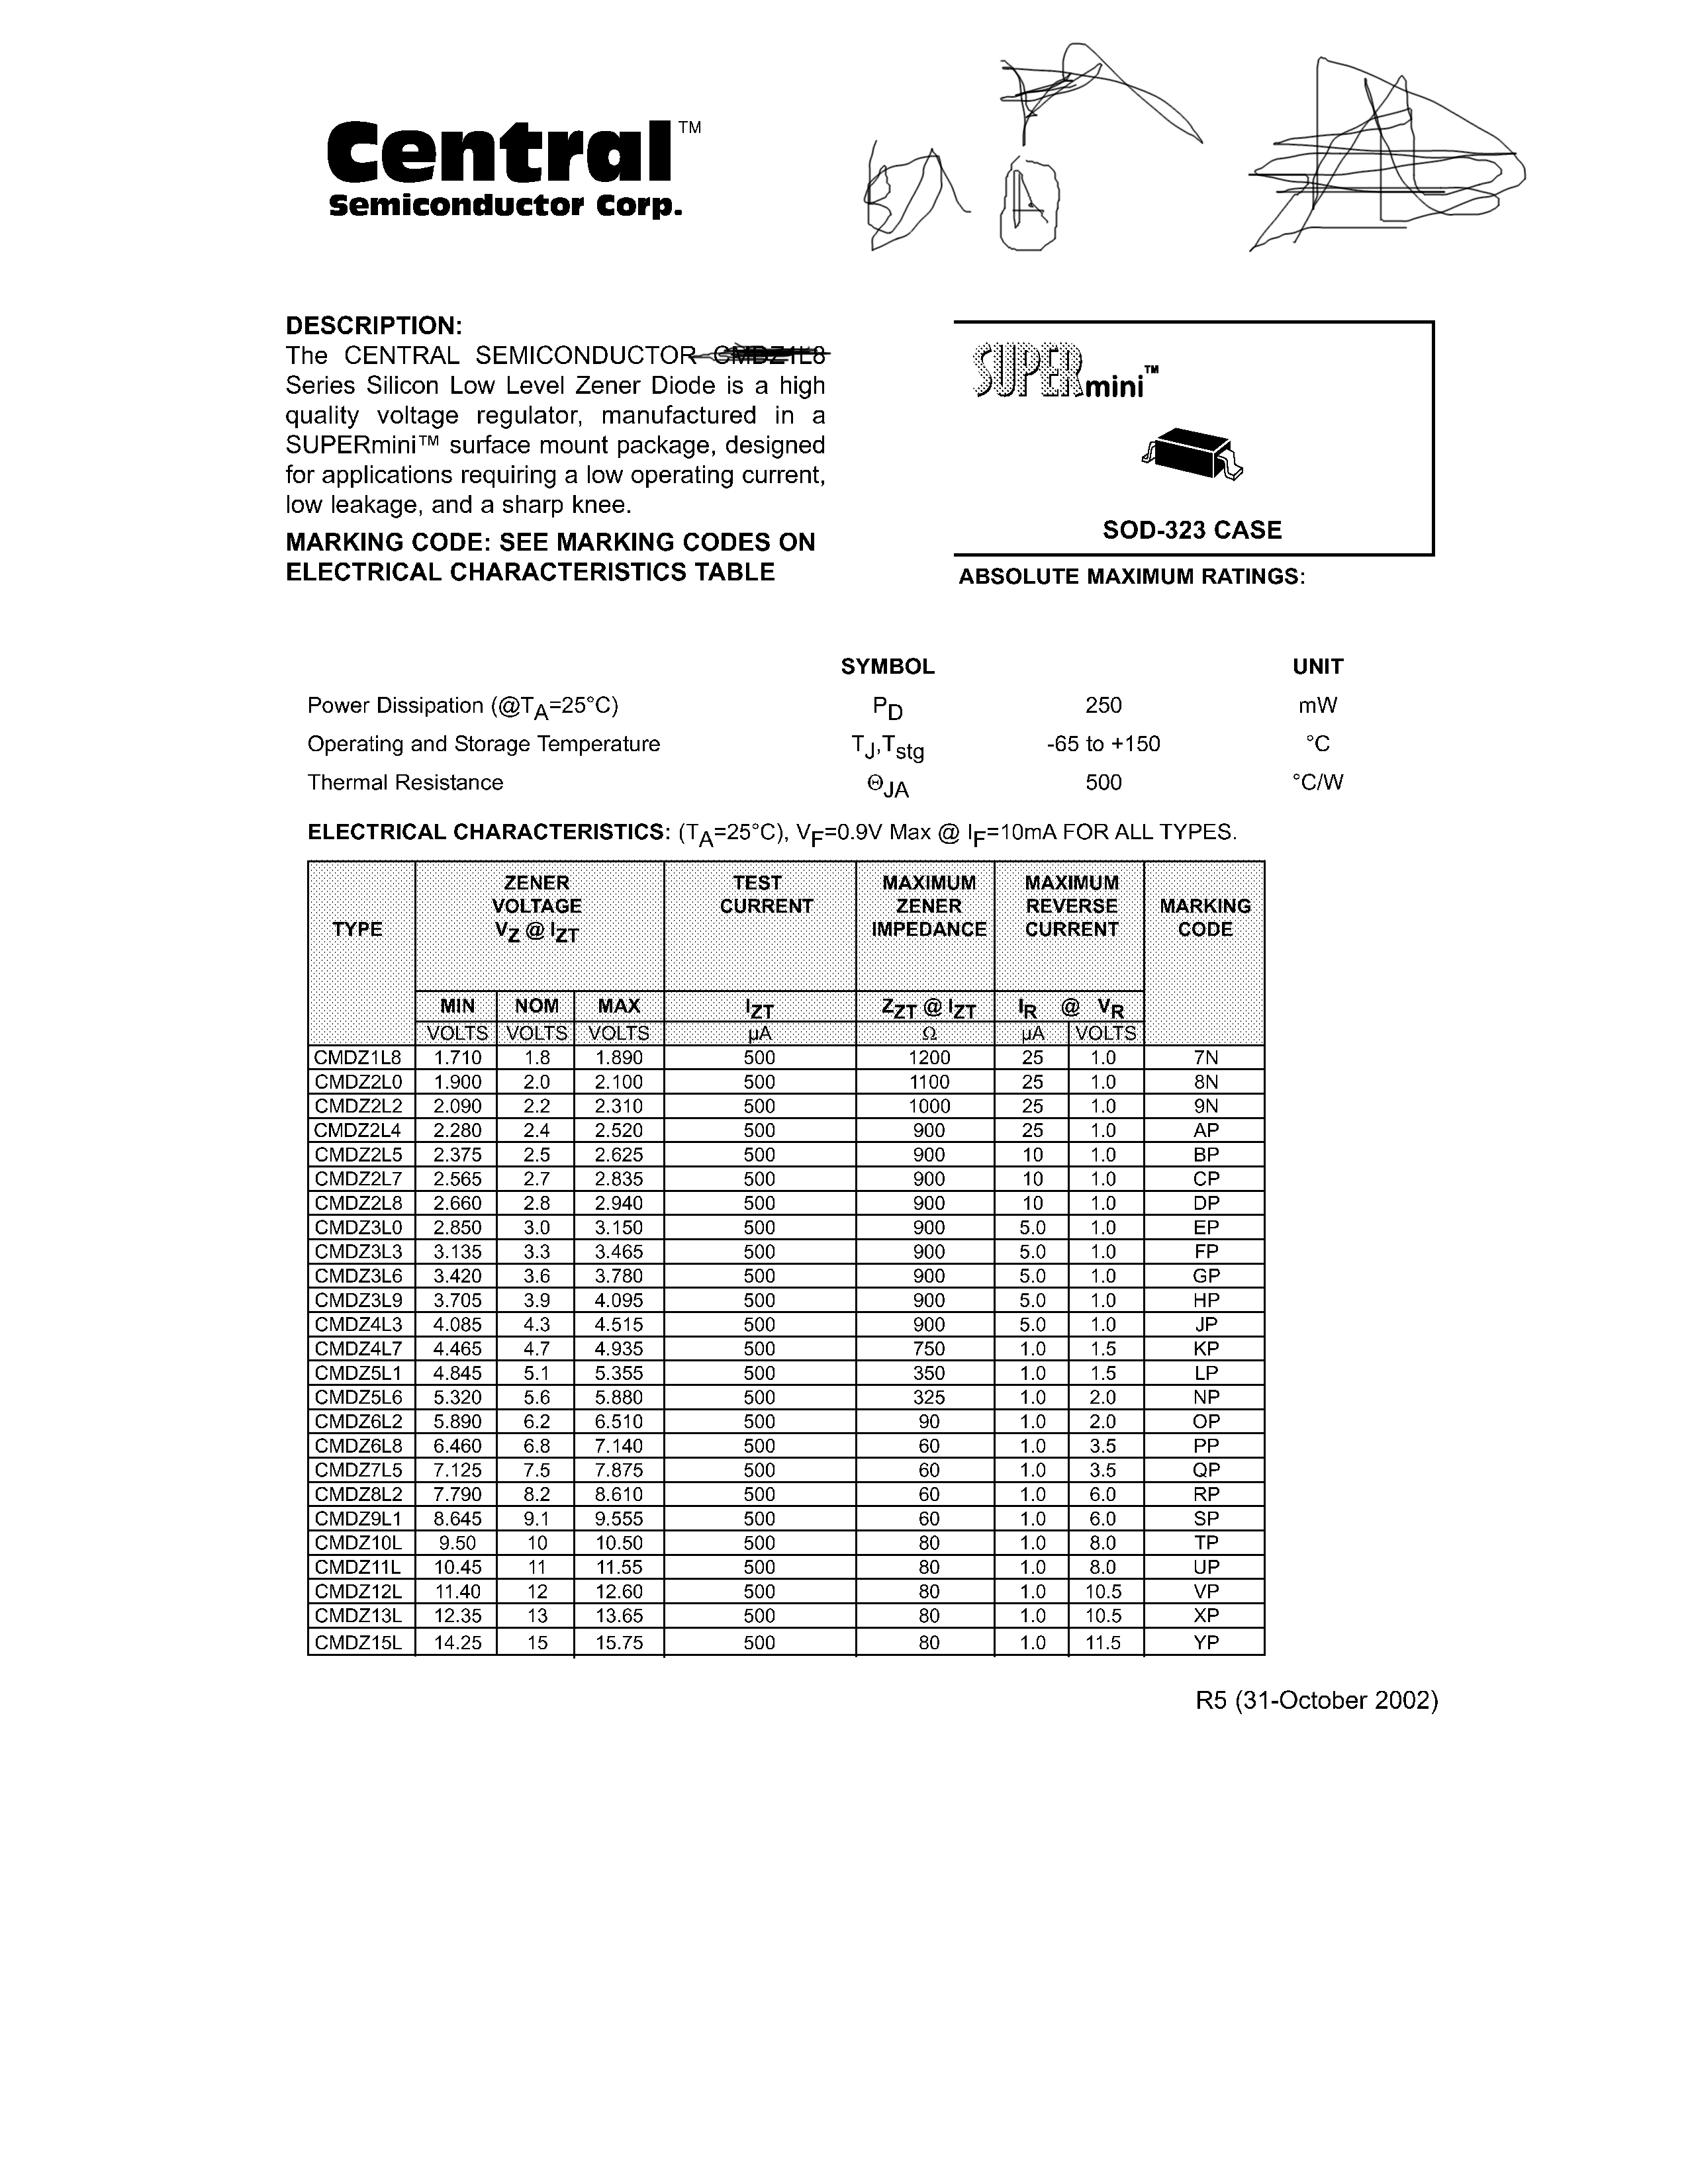 Central™
Semiconductor Corp.
DESCRIPTION:
The CENTRAL SEMICONDUCTOR CMDZ1L8
Series Silicon Low Level Zener Diode is a high
quality voltage regulator, manufactured in a
SUPERmini™ surface mount package, designed
for applications requiring a low operating current,
low leakage, and a sharp knee.
MARKING CODE: SEE MARKING CODES ON
ELECTRICAL CHARACTERISTICS TABLE
SUPERmini™
SOD-323 CASE
ABSOLUTE MAXIMUM RATINGS:
SYMBOL UNIT
Power Dissipation (@TA=25°C) PD 250 mW
Operating and Storage Temperature TJ,Tstg -65 to +150 °C
Thermal Resistance ΘJA 500 °C/W
ELECTRICAL CHARACTERISTICS: (TA=25°C), VF=0.9V Max @ IF=10mA FOR ALL TYPES.
TYPE ZENER VOLTAGE VZ @ IZT TEST CURRENT MAXIMUM ZENER IMPEDANCE MAXIMUM REVERSE CURRENT MARKING CODE
MIN NOM MAX IZT ZZT @ IZT IR @ VR
VOLTS VOLTS VOLTS µA Ω µA VOLTS
CMDZ1L8 1.710 1.8 1.890 500 1200 25 1.0 7N
CMDZ2L0 1.900 2.0 2.100 500 1100 25 1.0 8N
CMDZ2L2 2.090 2.2 2.310 500 1000 25 1.0 9N
CMDZ2L4 2.280 2.4 2.520 500 900 25 1.0 AP
CMDZ2L5 2.375 2.5 2.625 500 900 10 1.0 BP
CMDZ2L7 2.565 2.7 2.835 500 900 10 1.0 CP
CMDZ2L8 2.660 2.8 2.940 500 900 10 1.0 DP
CMDZ3L0 2.850 3.0 3.150 500 900 5.0 1.0 EP
CMDZ3L3 3.135 3.3 3.465 500 900 5.0 1.0 FP
CMDZ3L6 3.420 3.6 3.780 500 900 5.0 1.0 GP
CMDZ3L9 3.705 3.9 4.095 500 900 5.0 1.0 HP
CMDZ4L3 4.085 4.3 4.515 500 900 5.0 1.0 JP
CMDZ4L7 4.465 4.7 4.935 500 750 1.0 1.5 KP
CMDZ5L1 4.845 5.1 5.355 500 350 1.0 1.5 LP
CMDZ5L6 5.320 5.6 5.880 500 325 1.0 2.0 NP
CMDZ6L2 5.890 6.2 6.510 500 90 1.0 2.0 OP
CMDZ6L8 6.460 6.8 7.140 500 60 1.0 3.5 PP
CMDZ7L5 7.125 7.5 7.875 500 60 1.0 3.5 QP
CMDZ8L2 7.790 8.2 8.610 500 60 1.0 6.0 RP
CMDZ9L1 8.645 9.1 9.555 500 60 1.0 6.0 SP
CMDZ10L 9.50 10 10.50 500 80 1.0 8.0 TP
CMDZ11L 10.45 11 11.55 500 80 1.0 8.0 UP
CMDZ12L 11.40 12 12.60 500 80 1.0 10.5 VP
CMDZ13L 12.35 13 13.65 500 80 1.0 10.5 XP
CMDZ15L 14.25 15 15.75 500 80 1.0 11.5 YP
R5 (31-October 2002)